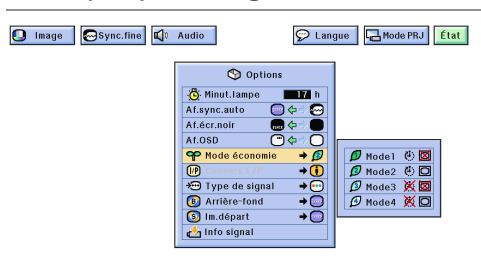 Image Sync.fine Audio Langue Mode PRJ État
Options
Minut.lampe 17 h
Af.sync.auto
Af.écr.noir
Af.OSD
Mode économie
I/P
Type de signal
B Arrière-fond
S Im.départ
Info signal
Mode1
Mode2
Mode3
Mode4